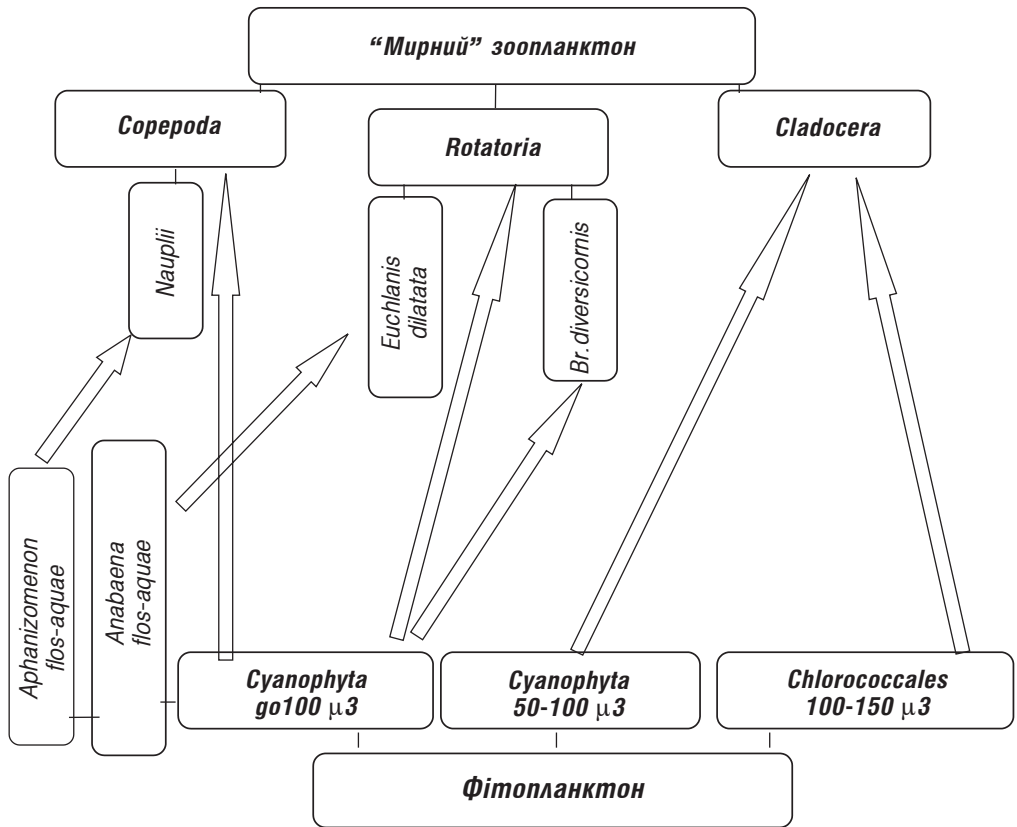 “Мирний” зоопланктон
Copepoda
Rotatoria
Cladocera
Nauplii
Euchlanis
dilatata
Br. diversicornis
Aphanizomenon
flos-aquae
Anabaena
flos-aquae
Cyanophyta
go100 μ3
Cyanophyta
50-100 μ3
Chlorococcales
100-150 μ3
Фітопланктон